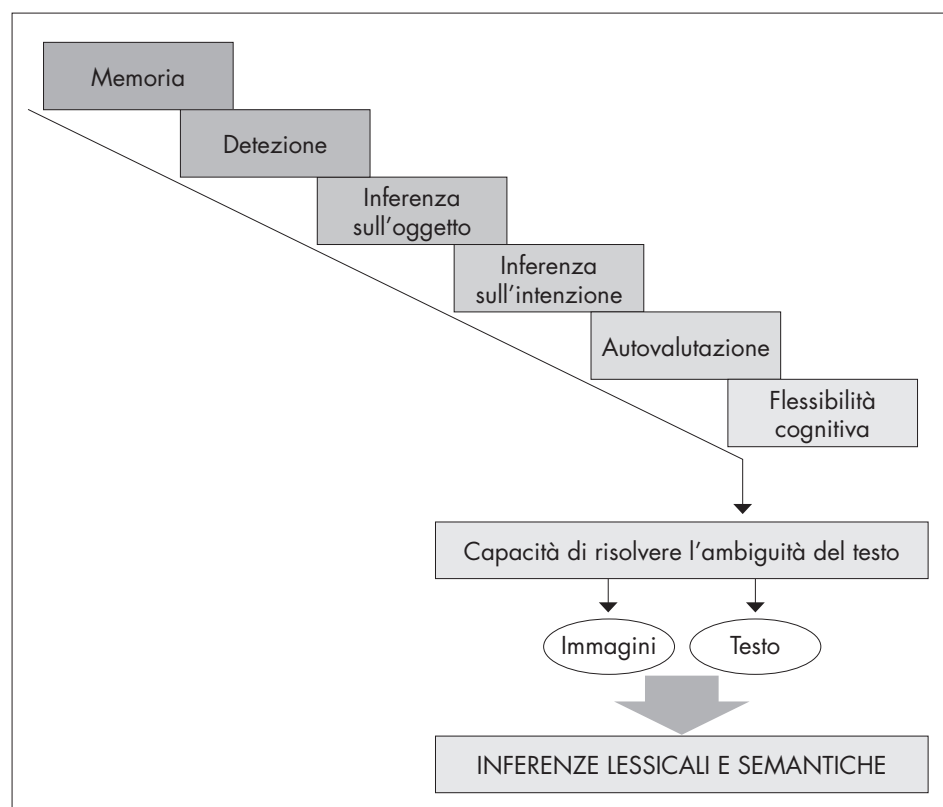 Memoria
Detezione
Inferenza
sull'oggetto
Inferenza
sull'intenzione
Autovalutazione
Flessibilità
cognitiva
Capacità di risolvere l'ambiguità del testo
Immagini
Testo
INFERENZE LESSICALI E SEMANTICHE